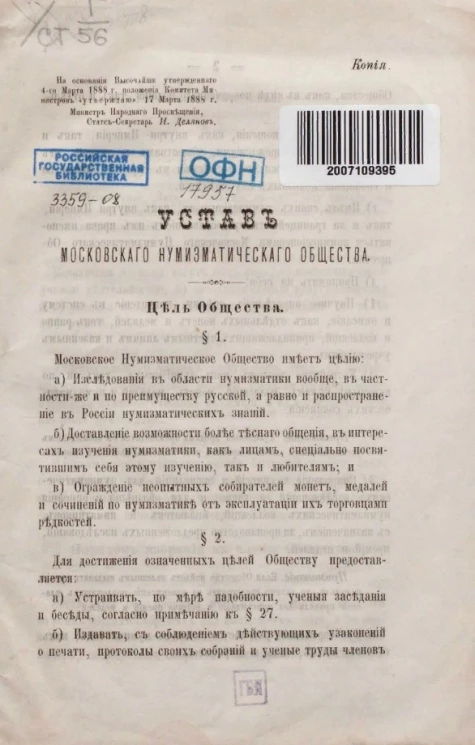 СТ 56
Копія.
На основаніи Высочайше утвержденнаго
4-го Марта 1888 г. положенія Комитета Ми-
нистровъ «утверждаю» 17 Марта 1888 г.
Министръ Народнаго Просвѣщенія,
Статсъ-Секретарь И. Деляновъ.
РОССИЙСКАЯ
ГОСУДАРСТВЕННАЯ
БИБЛИОТЕКА
ОФН
2007109395
3359-08
17957
УСТАВЪ
МОСКОВСКАГО НУМИЗМАТИЧЕСКАГО ОБЩЕСТВА.
Цѣль Общества.
§ 1.
Московское Нумизматическое Общество имѣетъ цѣлію:
а) Изслѣдованія въ области нумизматики вообще, въ част-
ности-же и по преимуществу русской, а равно и распростране-
ніе въ Россіи нумизматическихъ знаній.
б) Доставленіе возможности болѣе тѣснаго общенія, въ интере-
сахъ изученія нумизматики, какъ лицамъ, спеціально посвя-
тившимъ себя этому изученію, такъ и любителямъ; и
в) Огражденіе неопытныхъ собирателей монетъ, медалей
и сочиненій по нумизматикѣ отъ эксплуатаціи ихъ торговцами
рѣдкостей.
§ 2.
Для достиженія означенныхъ цѣлей Обществу предостав-
ляется:
а) Устраивать, по мѣрѣ надобности, ученыя засѣданія
и бесѣды, согласно примѣчанію къ § 27.
б) Издавать, съ соблюденіемъ дѣйствующихъ узаконеній
о печати, протоколы своихъ собраній и ученые труды членовъ